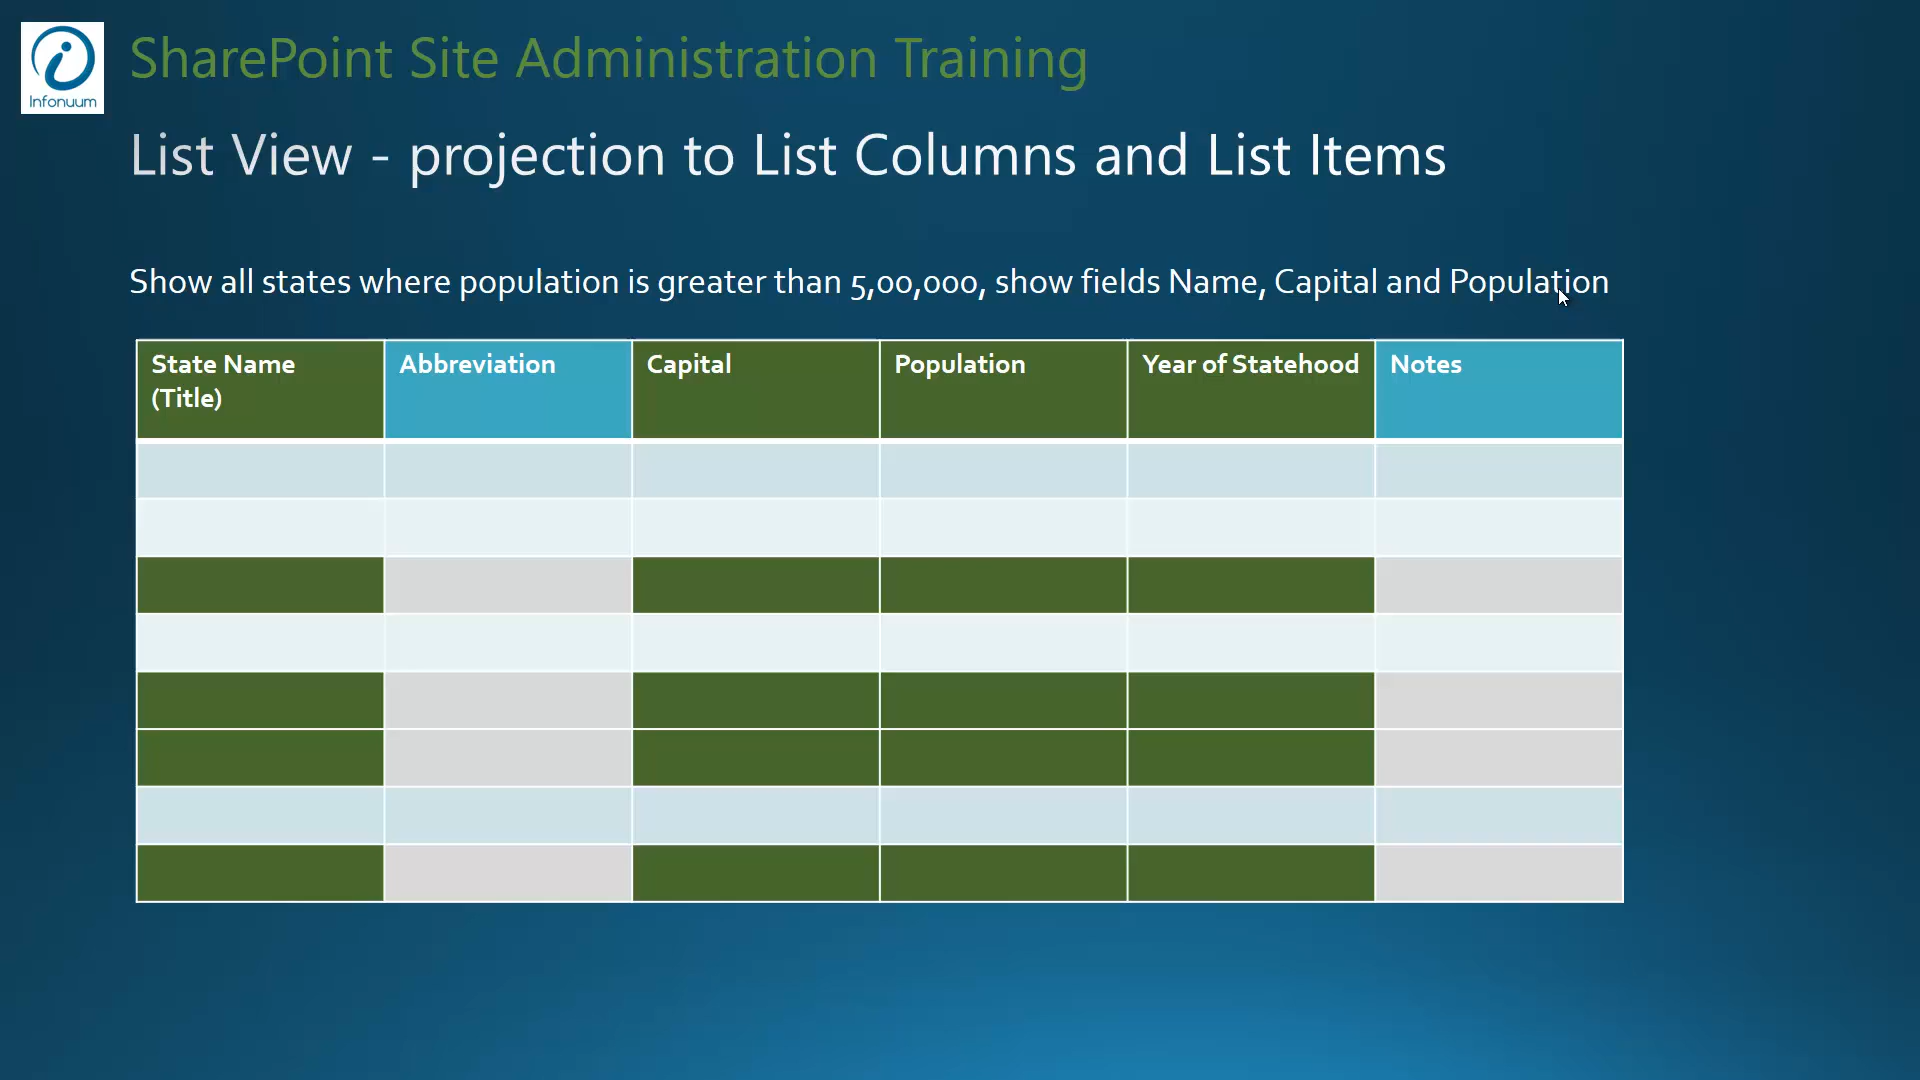 Infonuum
SharePoint Site Administration Training
List View - projection to List Columns and List Items
Show all states where population is greater than 5,00,000, show fields Name, Capital and Population
State Name (Title)
Abbreviation
Capital
Population
Year of Statehood
Notes